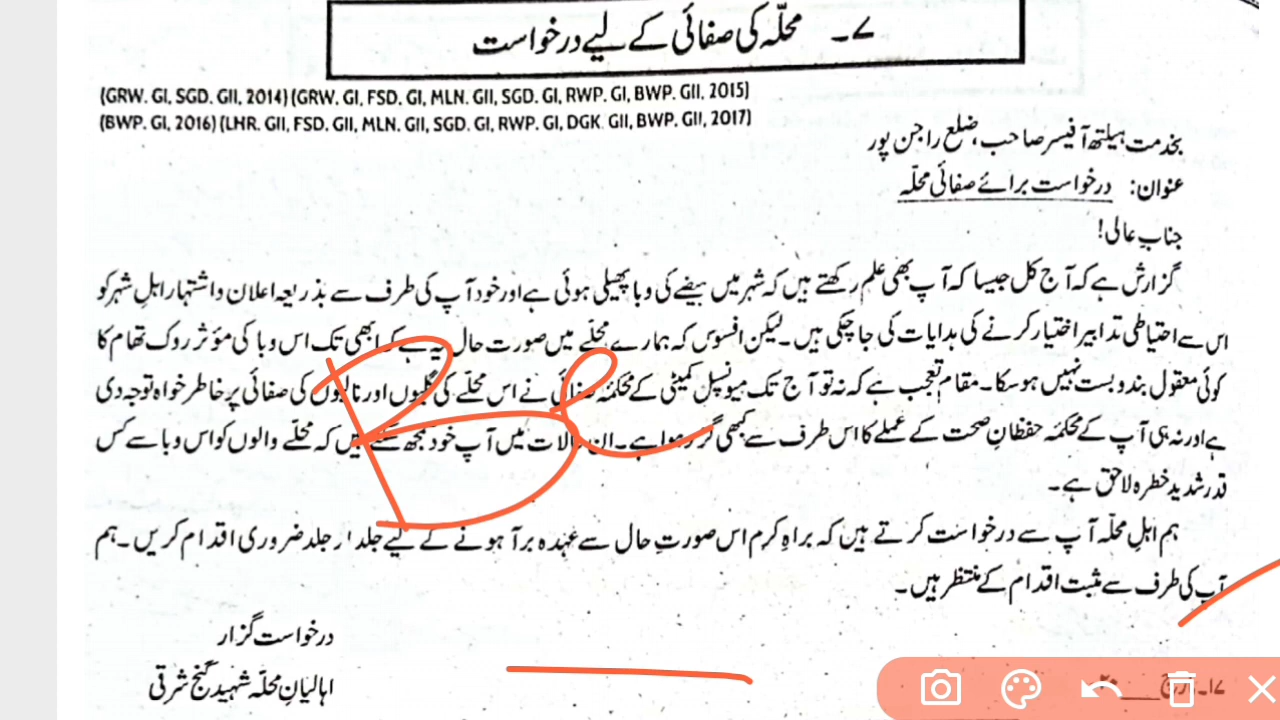 ۷۔ محلّہ کی صفائی کے لیے درخواست
(GRW. GI, SGD. GII, 2014) (GRW. GI, FSD. GI, MLN. GII, SGD. GI, RWP. GI, BWP. GII, 2015)
(BWP. GI, 2016) (LHR. GII, FSD. GII, MLN. GII, SGD. GI, RWP. GI, DGK. GII, BWP. GII, 2017)
بخدمت ہیلتھ آفیسر صاحب، ضلع راجن پور
عنوان: درخواست برائے صفائی محلّہ
جنابِ عالی!
گزارش ہے کہ آج کل جیسا کہ آپ بھی علم رکھتے ہیں کہ شہر میں ہیضے کی وبا پھیلی ہوئی ہے اور خود آپ کی طرف سے بذریعہ اعلان و اشتہار اہلِ شہر کو
اس سے احتیاطی تدابیر اختیار کرنے کی ہدایات کی جا چکی ہیں۔ لیکن افسوس کہ ہمارے محلّے میں صورت حال یہ ہے کہ ابھی تک اس وبا کی مؤثر روک تھام کا
کوئی معقول بندوبست نہیں ہوسکا۔ مقامِ تعجب ہے کہ نہ تو آج تک میونسپل کمیٹی کے محکمہ صفائی نے اس محلّے کی گلیوں اور نالیوں کی صفائی پر خاطر خواہ توجہ دی
ہے اور نہ ہی آپ کے محکمہ حفظانِ صحت کے عملے کا اس طرف سے کبھی گزر ہوا ہے۔ ان حالات میں آپ خود سمجھ سکتے ہیں کہ محلّے والوں کو اس وبا سے کس
قدر شدید خطرہ لاحق ہے۔
ہم اہلِ محلّہ آپ سے درخواست کرتے ہیں کہ براہِ کرم اس صورتِ حال سے عہدہ برآ ہونے کے لیے جلد از جلد ضروری اقدام کریں۔ ہم
آپ کی طرف سے مثبت اقدام کے منتظر ہیں۔
درخواست گزار
۱۷۔ مارچ ____۲۰ اہالیانِ محلّہ شہید گنج شرقی
Be